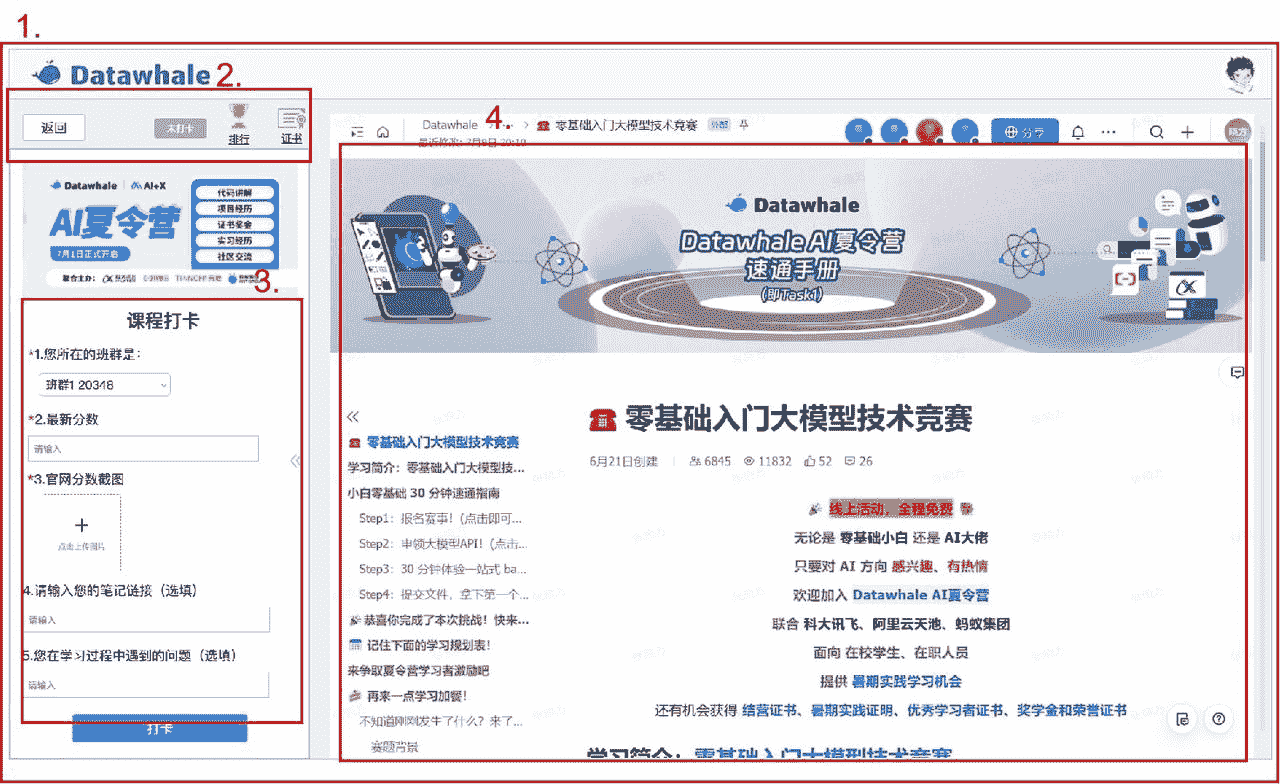 1.
Datawhale
2.
返回
未打卡
排行
证书
Datawhale AI+X
AI夏令营
7月1日正式开启
代码讲解
项目经历
证书奖金
实习经历
社区交流
联合主办:
3.
课程打卡
*1.您所在的班群是:
班群1 20348
*2.最新分数
请输入
*3.官网分数截图
+
点击上传图片
4.请输入您的笔记链接（选填）
请输入
5.您在学习过程中遇到的问题（选填）
请输入
打卡
4.
Datawhale
零基础入门大模型技术竞赛
外部
最近修改: 7月6日 20:10
分享
Datawhale
Datawhale AI夏令营
速通手册
(即Task1)
零基础入门大模型技术竞赛
学习简介：零基础入门大模型技...
小白零基础 30 分钟速通指南
Step1：报名赛事!（点击即可...
Step2：申领大模型API!（点击...
Step3：30 分钟体验一站式 ba...
Step4：提交文件，拿下第一个...
恭喜你完成了本次挑战！快来...
记住下面的学习规划表!
来争取夏令营学习者激励吧
再来一点学习加餐!
不知道刚刚发生了什么？来了...
赛题背景
零基础入门大模型技术竞赛
6月21日创建
6845
11832
52
26
线上活动，全程免费
无论是 零基础小白 还是 AI大佬
只要对 AI 方向 感兴趣、有热情
欢迎加入 Datawhale AI夏令营
联合 科大讯飞、阿里云天池、蚂蚁集团
面向 在校学生、在职人员
提供 暑期实践学习机会
还有机会获得 结营证书、暑期实践证明、优秀学习者证书、奖学金和荣誉证书
学习简介：零基础入门大模型技术竞赛